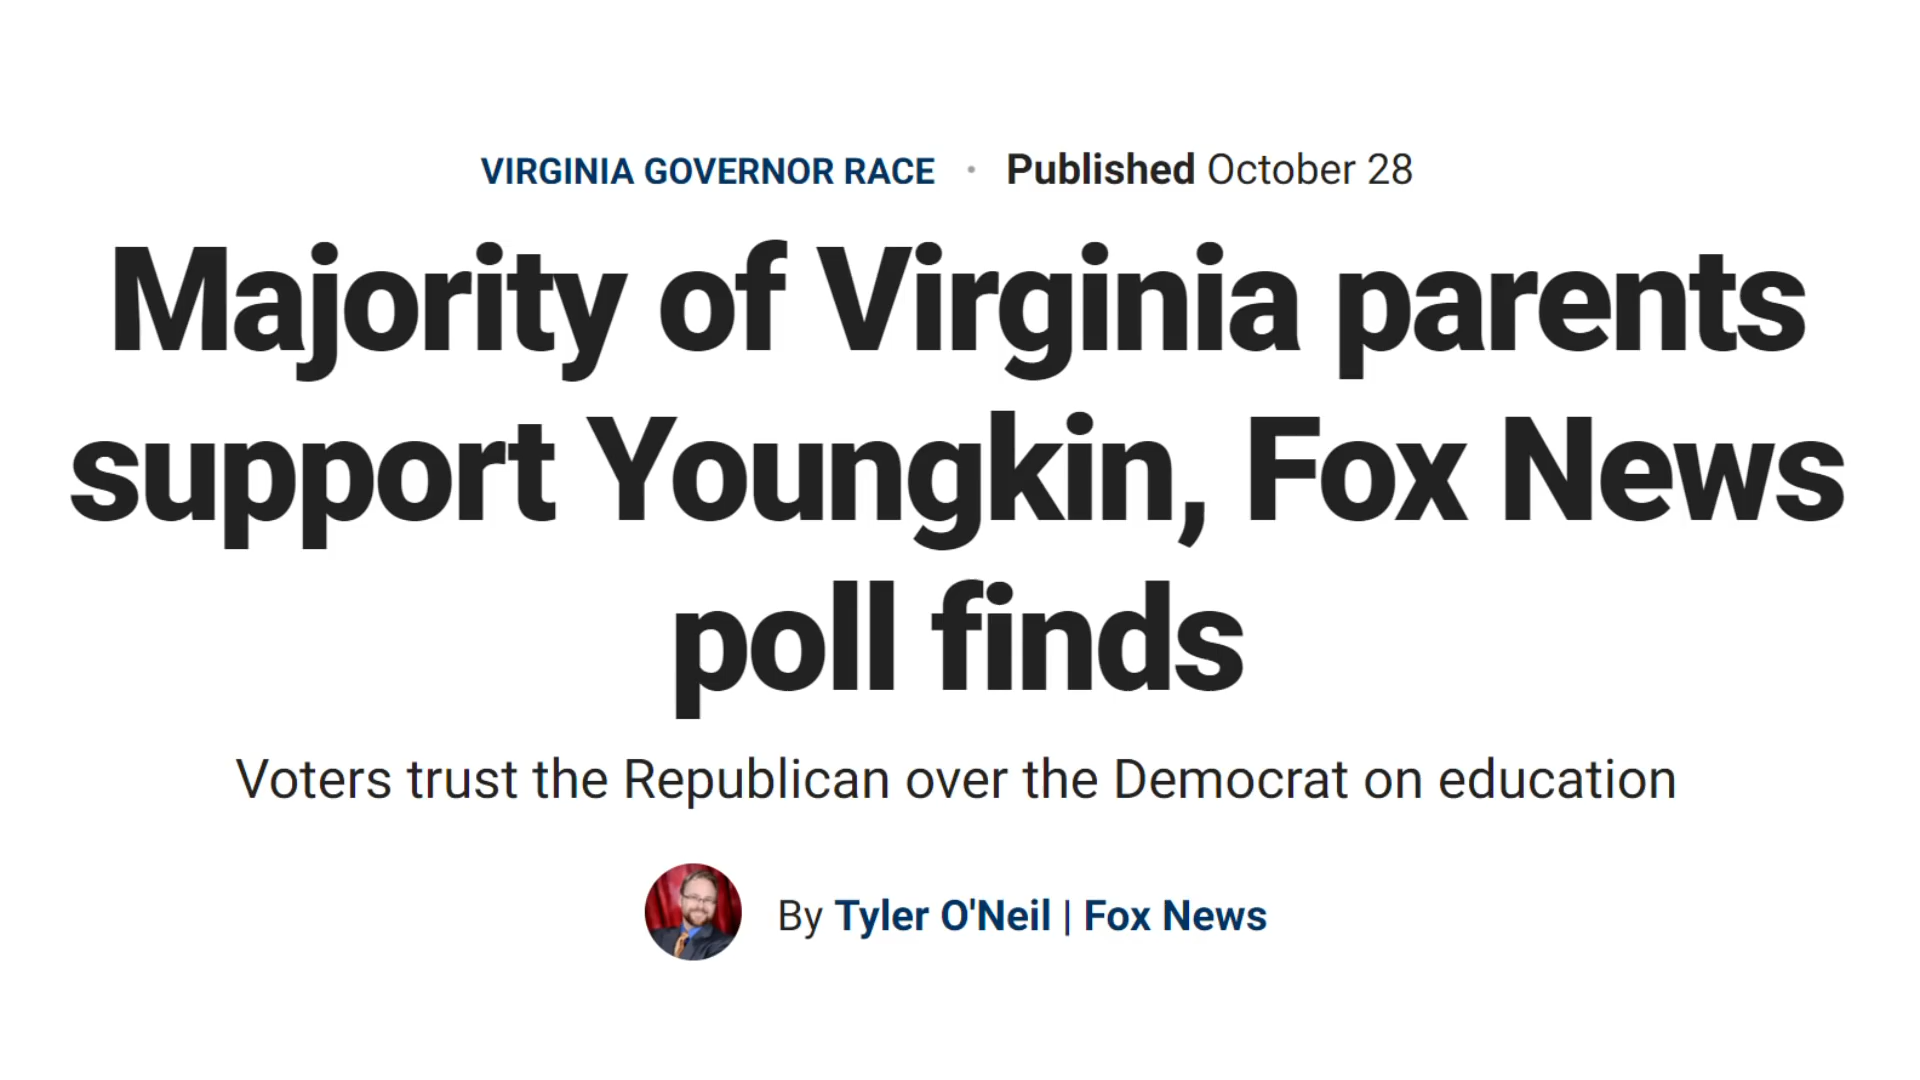 VIRGINIA GOVERNOR RACE · Published October 28
Majority of Virginia parents
support Youngkin, Fox News
poll finds
Voters trust the Republican over the Democrat on education
By Tyler O'Neil | Fox News